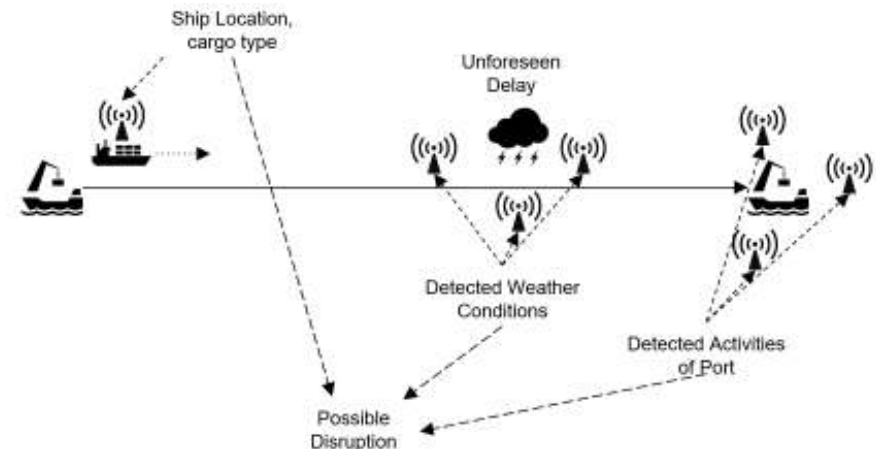 Ship Location,
cargo type
Unforeseen
Delay
Detected Weather
Conditions
Detected Activities
of Port
Possible
Disruption